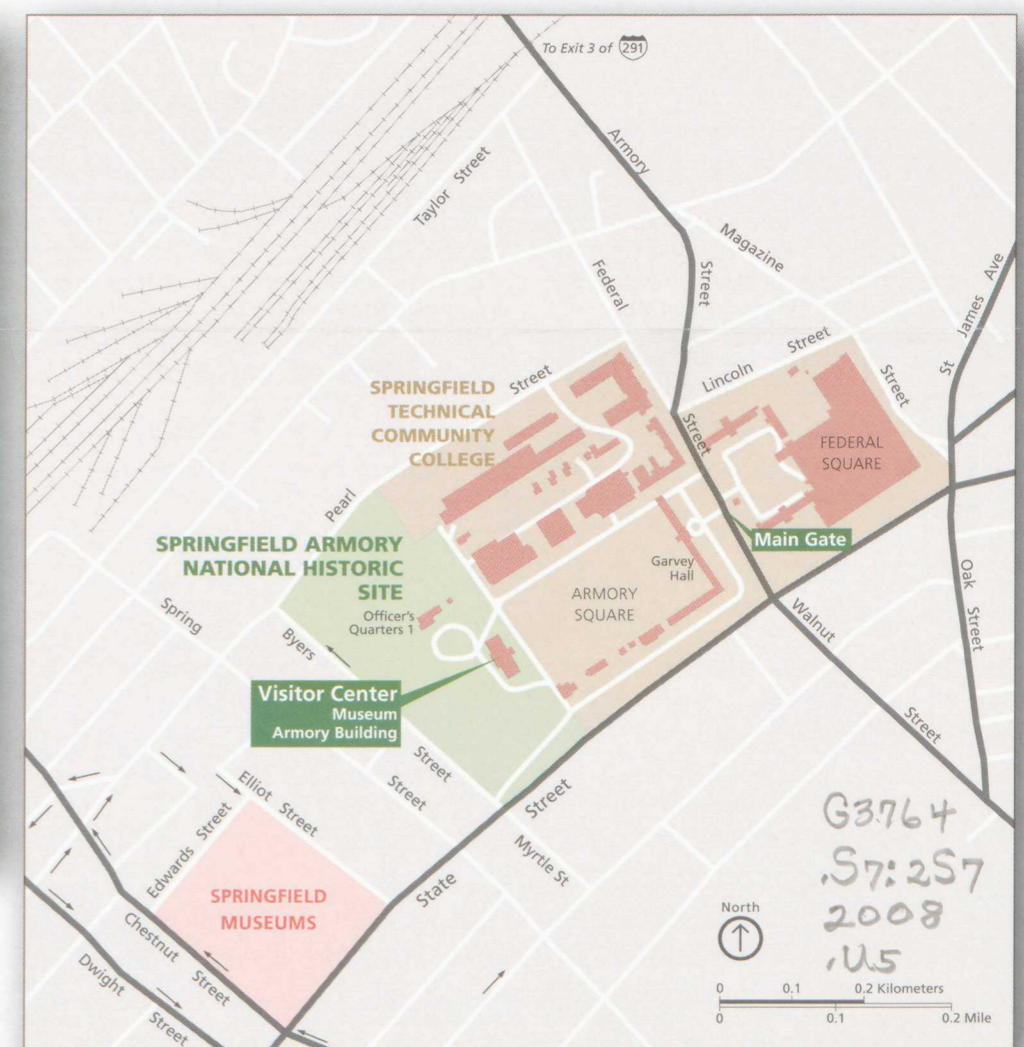 To Exit 3 of 291
Armory
Street
Taylor Street
Magazine
Street
Federal
Street
St James Ave
Lincoln Street
SPRINGFIELD
TECHNICAL
COMMUNITY
COLLEGE
Street
Pearl
FEDERAL
SQUARE
Main Gate
SPRINGFIELD ARMORY
NATIONAL HISTORIC
SITE
Officer's
Quarters 1
Garvey
Hall
ARMORY
SQUARE
Oak Street
Walnut
Street
Spring
Street
Byers
Street
Visitor Center
Museum
Armory Building
Elliot Street
Edwards Street
State
Street
Myrtle St
SPRINGFIELD
MUSEUMS
Chestnut
Street
Dwight
Street
G3764
.S7:2S7
2008
.U5
North
0 0.1 0.2 Kilometers
0 0.1 0.2 Mile